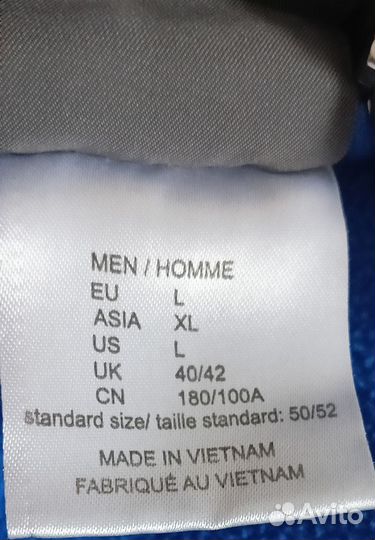 MEN / HOMME
EU L
ASIA XL
US L
UK 40/42
CN 180/100A
standard size/ taille standard: 50/52
MADE IN VIETNAM
FABRIQUÉ AU VIETNAM
Avito